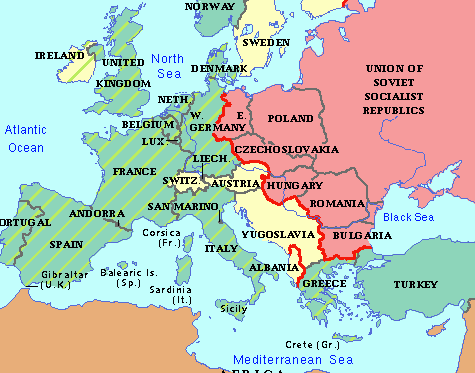 NORWAY
SWEDEN
IRELAND
UNITED
KINGDOM
North
Sea
DENMARK
UNION OF
SOVIET
SOCIALIST
REPUBLICS
NETH.
BELGIUM
LUX.
W.
GERMANY
E.
POLAND
Atlantic
Ocean
CZECHOSLOVAKIA
LIECH.
FRANCE
SWITZ.
AUSTRIA
HUNGARY
ROMANIA
ANDORRA
SAN MARINO
PORTUGAL
SPAIN
Corsica
(Fr.)
ITALY
YUGOSLAVIA
BULGARIA
Black Sea
ALBANIA
GREECE
TURKEY
Gibraltar
(U.K.)
Balearic Is.
(Sp.)
Sardinia
(It.)
Sicily
Crete (Gr.)
Mediterranean Sea
AFRICA